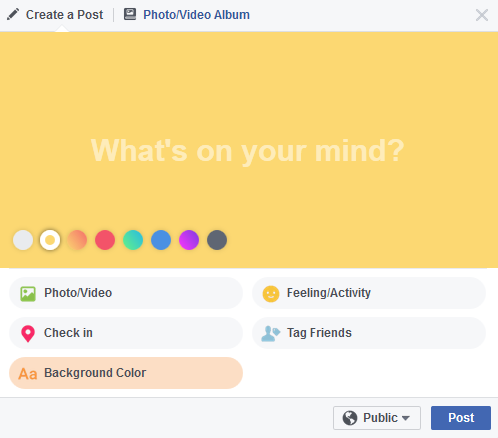 Create a Post Photo/Video Album
What's on your mind?
Photo/Video Feeling/Activity
Check in Tag Friends
Aa Background Color
Public Post